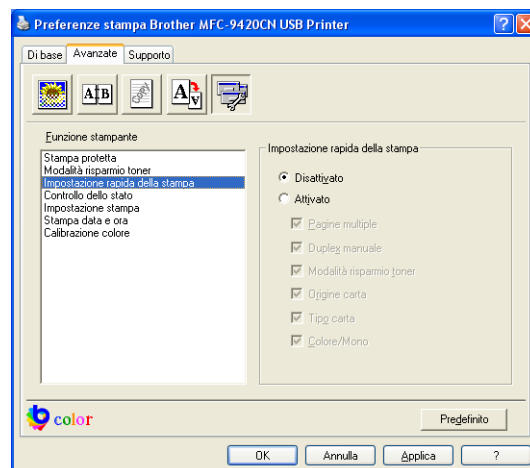 Preferenze stampa Brother MFC-9420CN USB Printer
Di base
Avanzate
Supporto
Funzione stampante
Stampa protetta
Modalità risparmio toner
Impostazione rapida della stampa
Controllo dello stato
Impostazione stampa
Stampa data e ora
Calibrazione colore
Impostazione rapida della stampa
Disattivato
Attivato
Pagine multiple
Duplex manuale
Modalità risparmio toner
Origine carta
Tipo carta
Colore/Mono
color
Predefinito
OK
Annulla
Applica
?